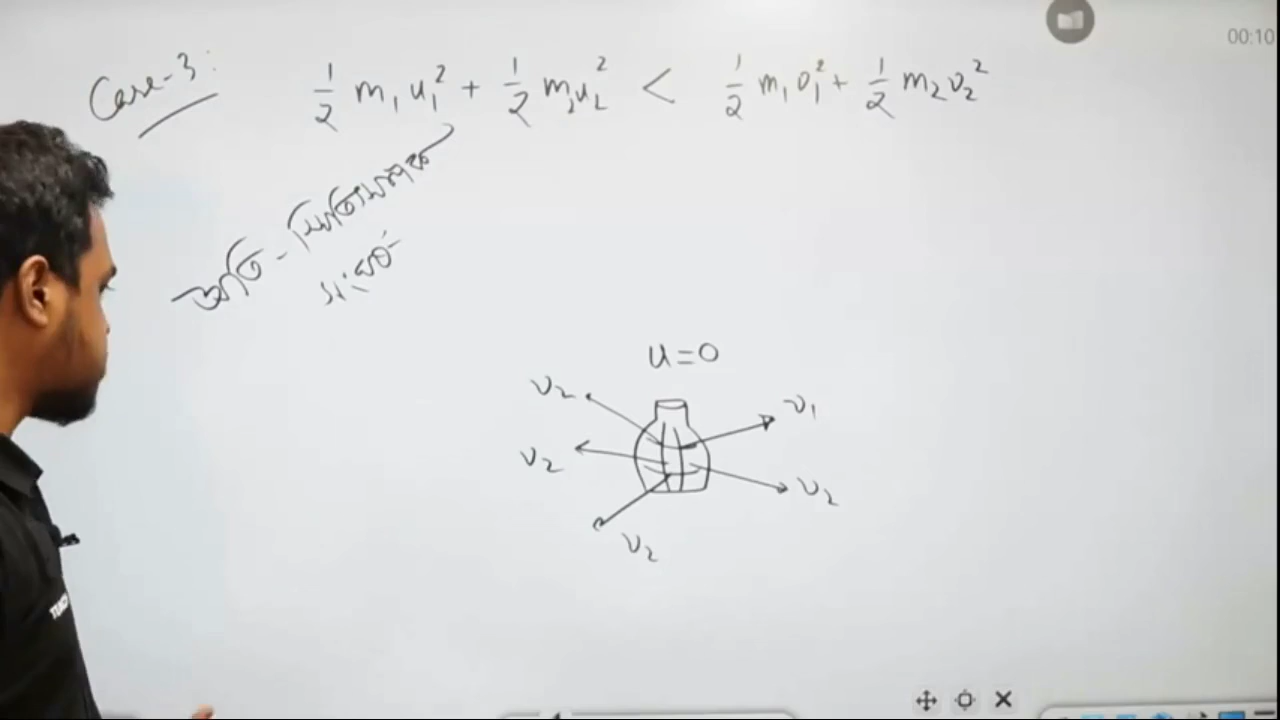 00:10
Case-3:
½ m₁u₁² + ½ m₂u₂² < ½ m₁v₁² + ½ m₂v₂²
অতি - স্থিতিস্থাপক
সংঘর্ষ
u=0
v₂
v₁
v₂
v₂
v₂